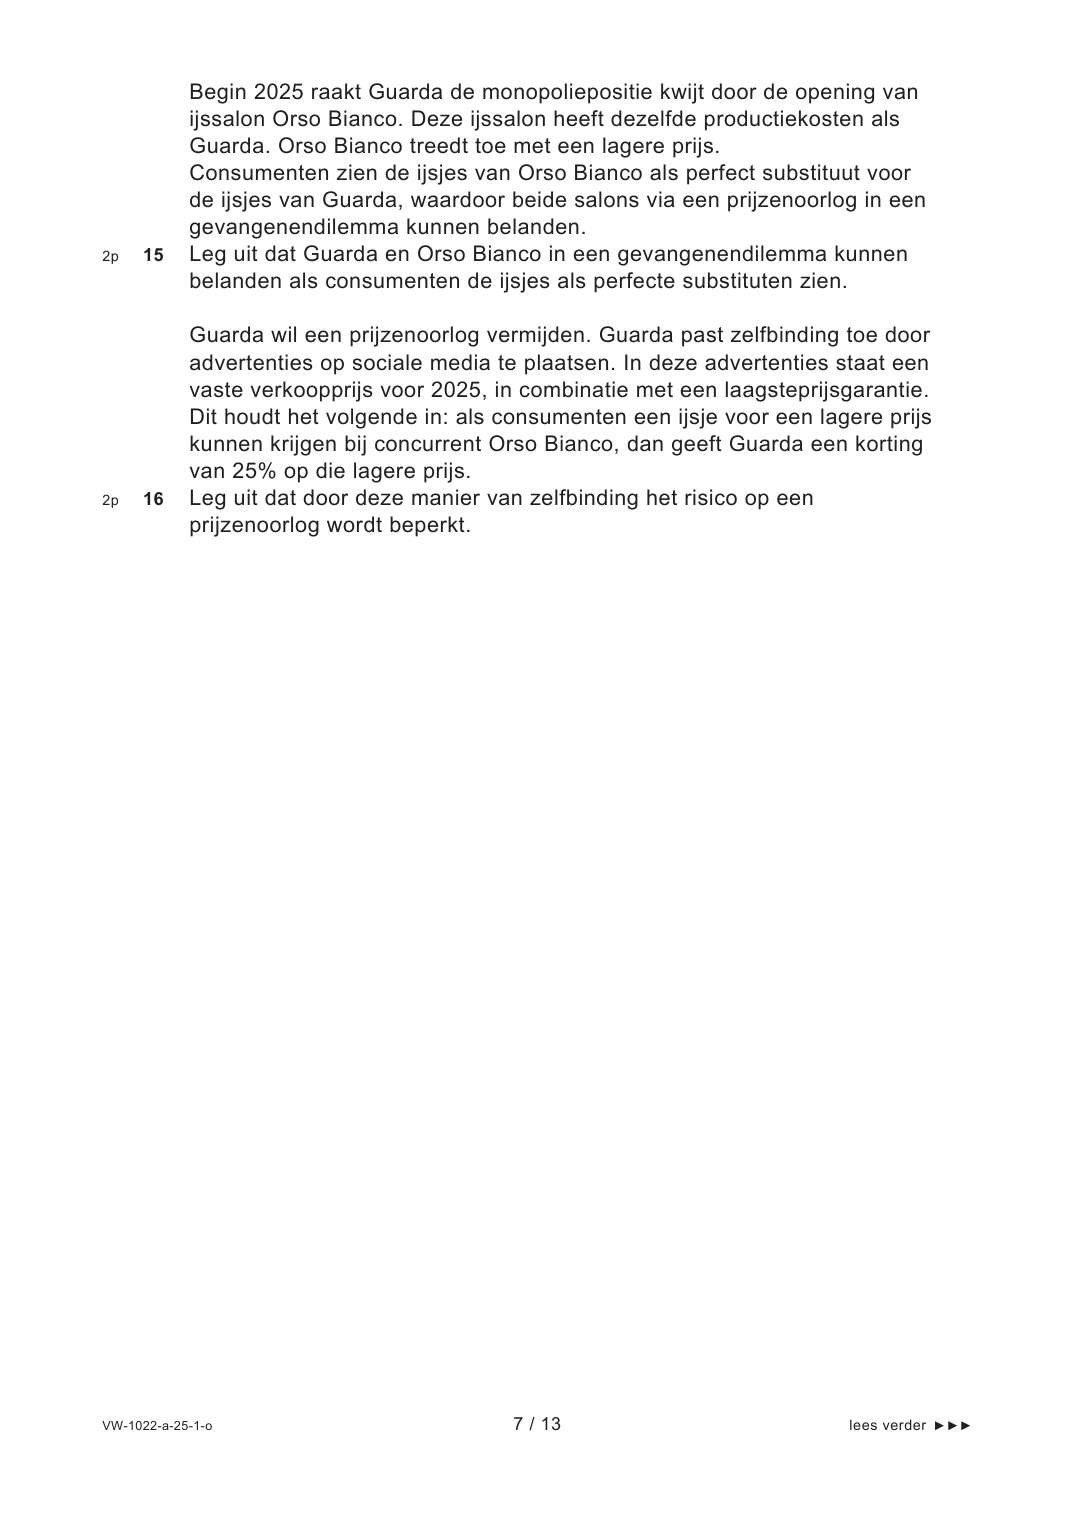 Begin 2025 raakt Guarda de monopoliepositie kwijt door de opening van
ijssalon Orso Bianco. Deze ijssalon heeft dezelfde productiekosten als
Guarda. Orso Bianco treedt toe met een lagere prijs.
Consumenten zien de ijsjes van Orso Bianco als perfect substituut voor
de ijsjes van Guarda, waardoor beide salons via een prijzenoorlog in een
gevangenendilemma kunnen belanden.
2p 15 Leg uit dat Guarda en Orso Bianco in een gevangenendilemma kunnen
belanden als consumenten de ijsjes als perfecte substituten zien.
Guarda wil een prijzenoorlog vermijden. Guarda past zelfbinding toe door
advertenties op sociale media te plaatsen. In deze advertenties staat een
vaste verkoopprijs voor 2025, in combinatie met een laagsteprijsgarantie.
Dit houdt het volgende in: als consumenten een ijsje voor een lagere prijs
kunnen krijgen bij concurrent Orso Bianco, dan geeft Guarda een korting
van 25% op die lagere prijs.
2p 16 Leg uit dat door deze manier van zelfbinding het risico op een
prijzenoorlog wordt beperkt.
VW-1022-a-25-1-o 7 / 13 lees verder ►►►